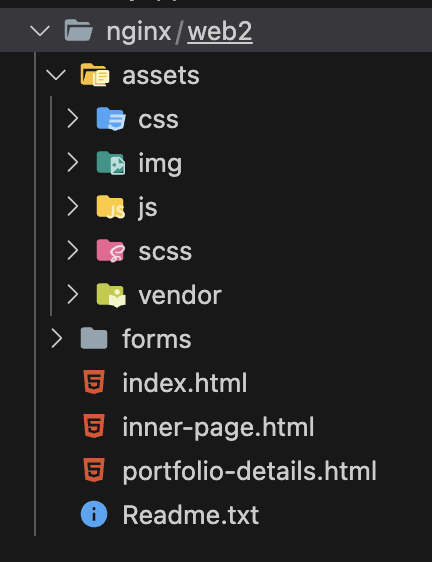 nginx/web2
assets
css
img
js
scss
vendor
forms
index.html
inner-page.html
portfolio-details.html
Readme.txt